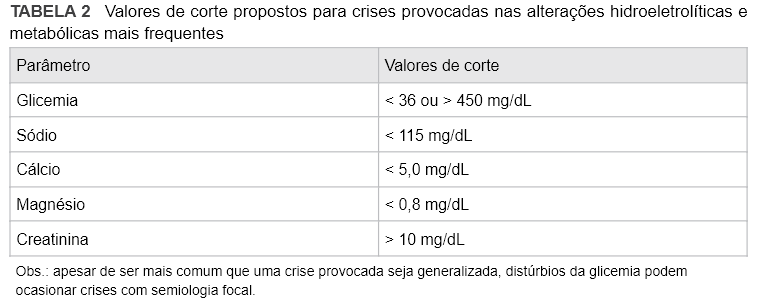 TABELA 2 Valores de corte propostos para crises provocadas nas alterações hidroeletrolíticas e
metabólicas mais frequentes
Parâmetro Valores de corte
Glicemia < 36 ou > 450 mg/dL
Sódio < 115 mg/dL
Cálcio < 5,0 mg/dL
Magnésio < 0,8 mg/dL
Creatinina > 10 mg/dL
Obs.: apesar de ser mais comum que uma crise provocada seja generalizada, distúrbios da glicemia podem
ocasionar crises com semiologia focal.